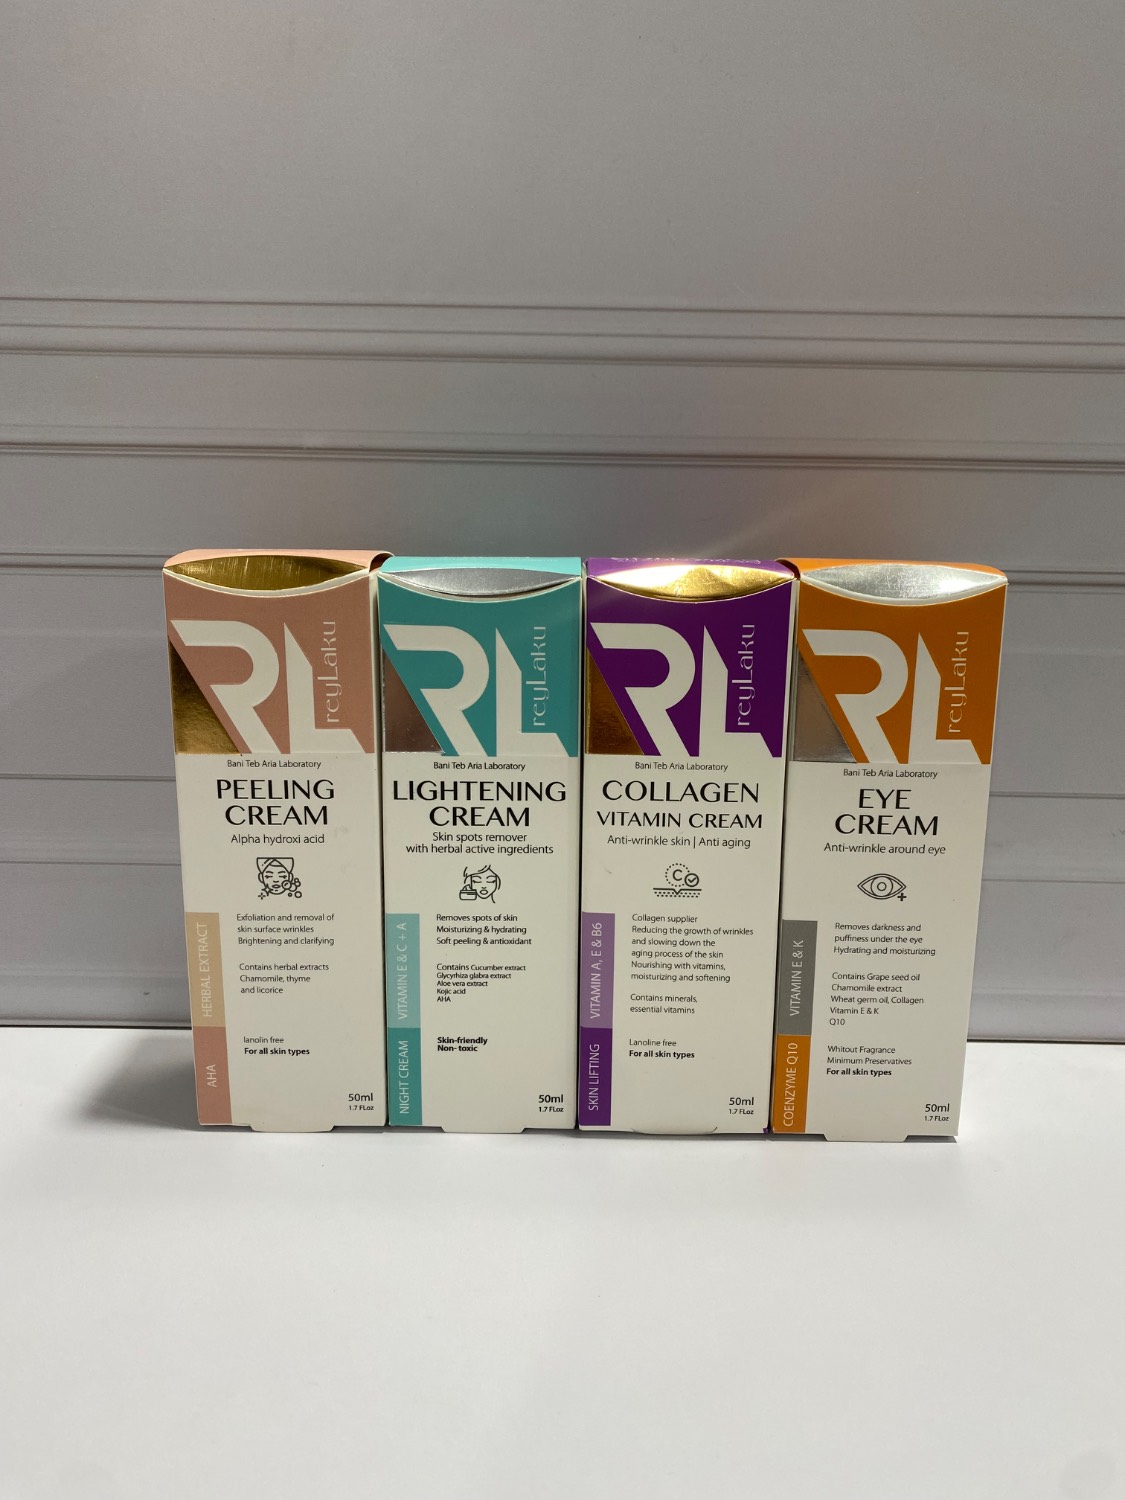 RL
reyLaku
Bani Teb Aria Laboratory
PEELING
CREAM
Alpha hydroxi acid
Exfoliation and removal of
skin surface wrinkles
Brightening and clarifying
Contains herbal extracts
Chamomile, thyme
and licorice
lanolin free
For all skin types
HERBAL EXTRACT
AHA
50ml
1.7 FLoz
RL
reyLaku
Bani Teb Aria Laboratory
LIGHTENING
CREAM
Skin spots remover
with herbal active ingredients
Removes spots of skin
Moisturizing & hydrating
Soft peeling & antioxidant
Contains Cucumber extract
Glycyrhiza glabra extract
Aloe vera extract
Kojic acid
AHA
Skin-friendly
Non-toxic
VITAMIN E & C + A
NIGHT CREAM
50ml
1.7 FLoz
RL
reyLaku
Bani Teb Aria Laboratory
COLLAGEN
VITAMIN CREAM
Anti-wrinkle skin | Anti aging
C
Collagen supplier
Reducing the growth of wrinkles
and slowing down the
aging process of the skin
Nourishing with vitamins,
moisturizing and softening
Contains minerals,
essential vitamins
Lanoline free
For all skin types
VITAMIN A, E & B6
SKIN LIFTING
50ml
1.7 FLoz
RL
reyLaku
Bani Teb Aria Laboratory
EYE
CREAM
Anti-wrinkle around eye
Removes darkness and
puffiness under the eye
Hydrating and moisturizing
Contains Grape seed oil
Chamomile extract
Wheat germ oil, Collagen
Vitamin E & K
Q10
Whitout Fragrance
Minimum Preservatives
For all skin types
VITAMIN E & K
COENZYME Q10
50ml
1.7 FLoz